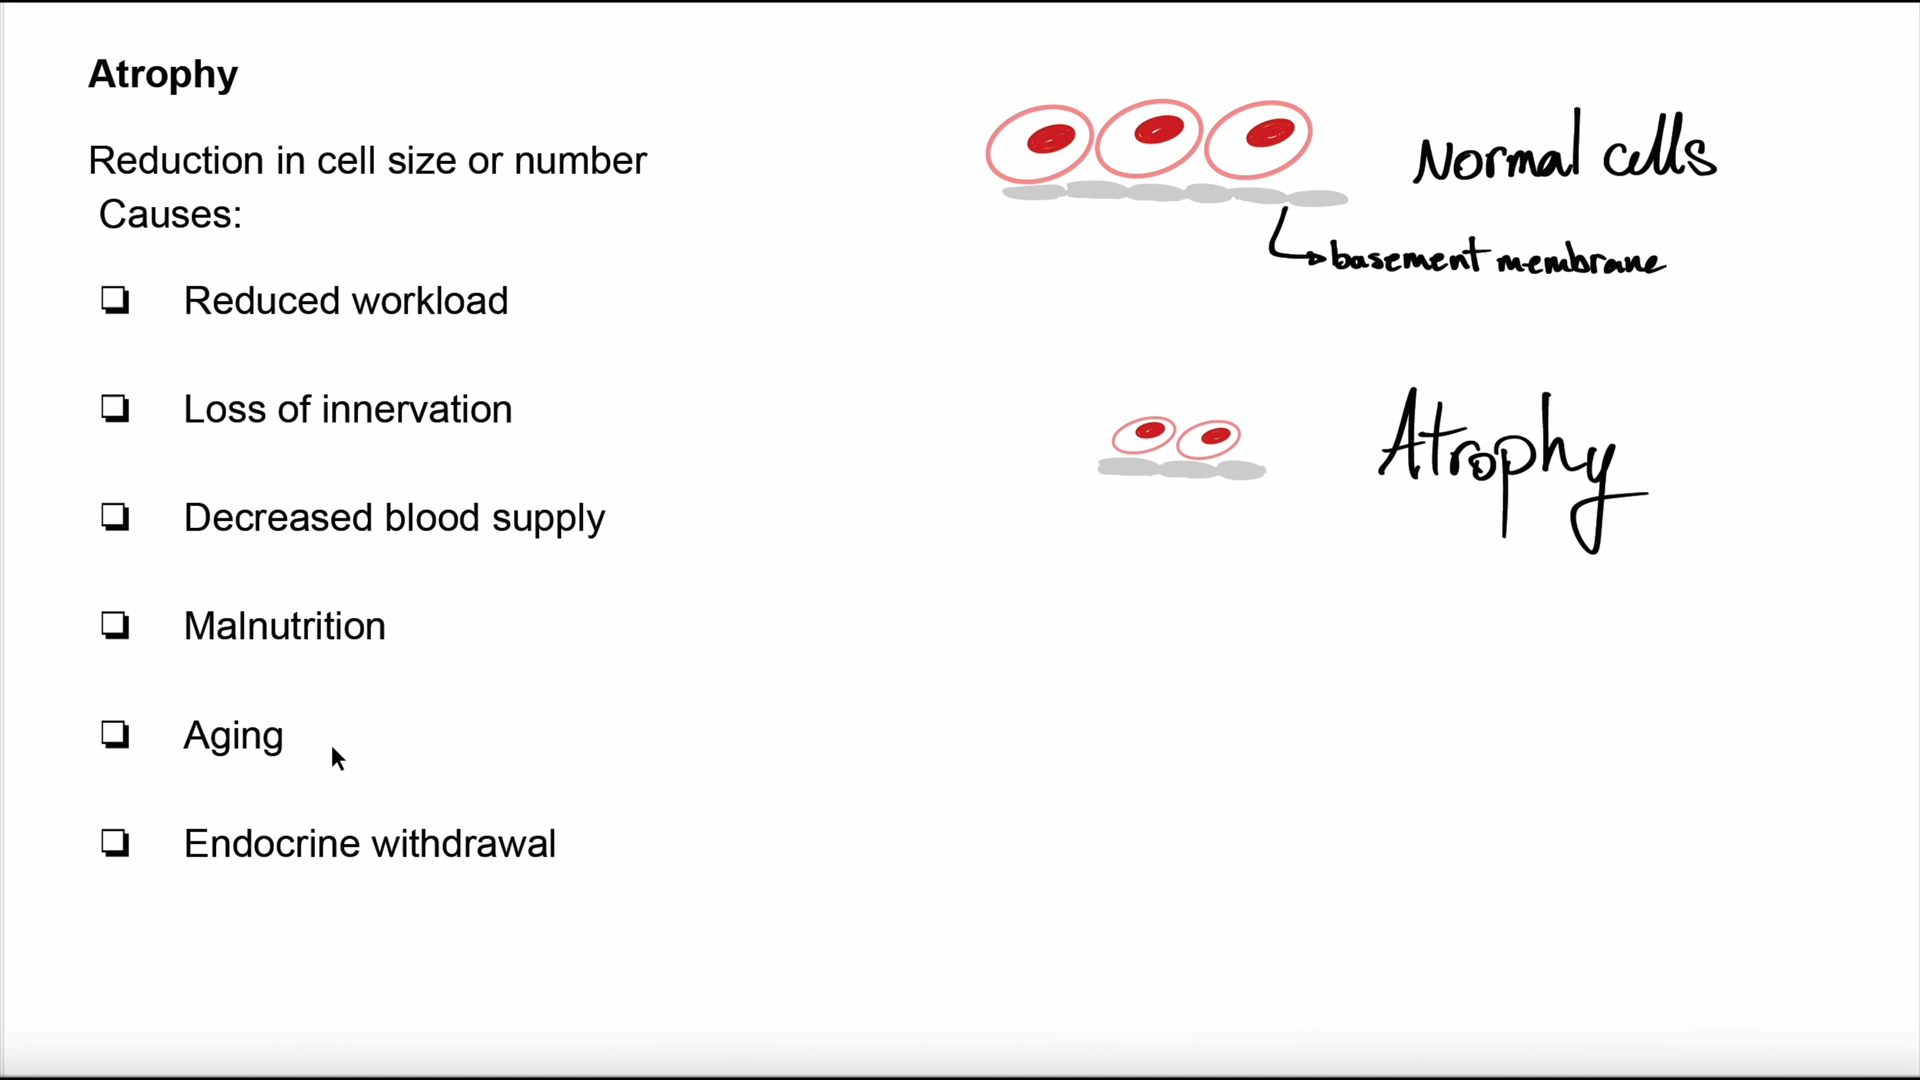 Atrophy
Reduction in cell size or number
Causes:
Reduced workload
Loss of innervation
Decreased blood supply
Malnutrition
Aging
Endocrine withdrawal
Normal cells
basement membrane
Atrophy